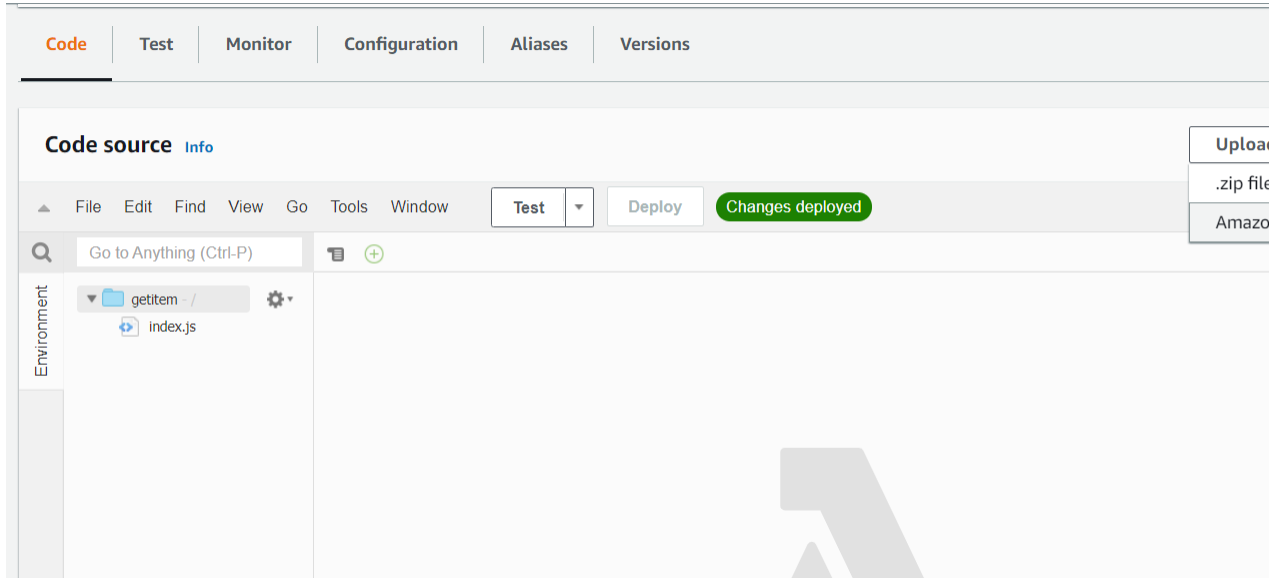 Code Test Monitor Configuration Aliases Versions
Code source Info
Uploa
.zip file
Amazo
File Edit Find View Go Tools Window Test Deploy Changes deployed
Go to Anything (Ctrl-P)
Environment
getitem - /
index.js